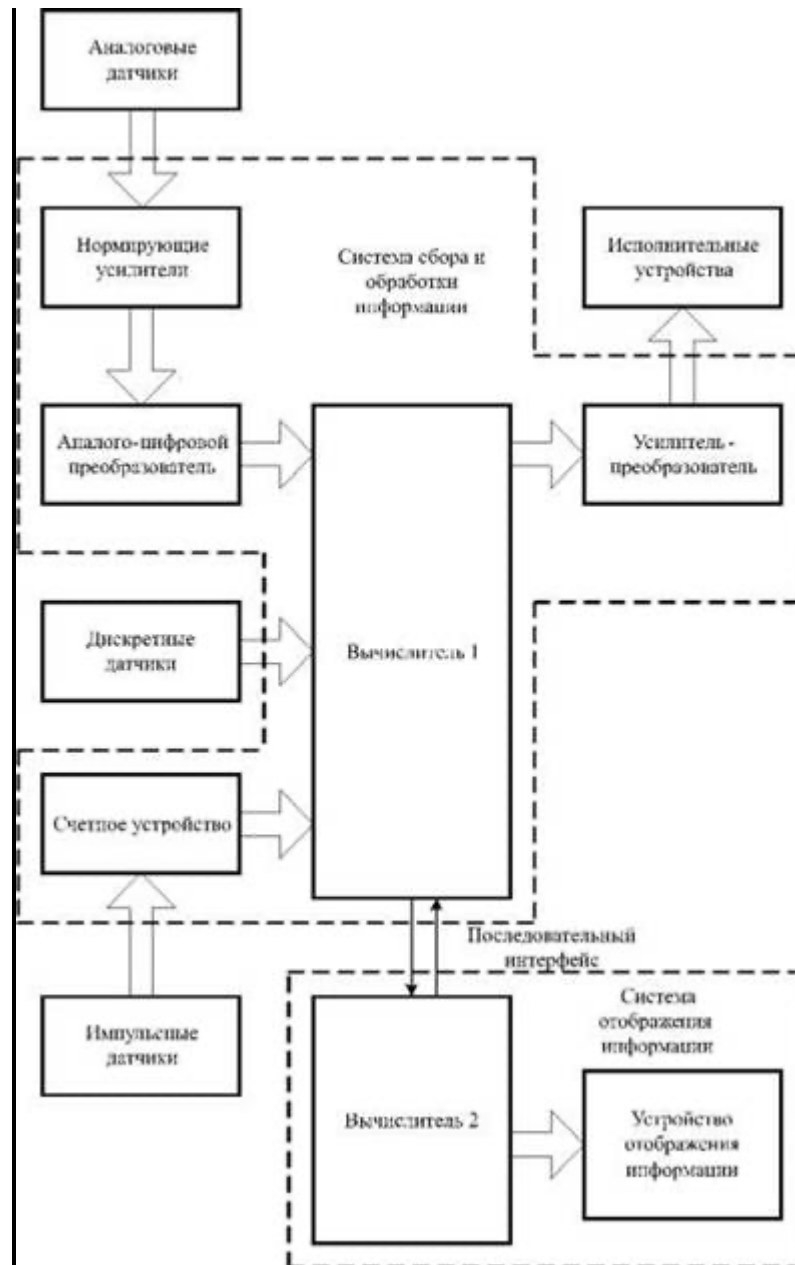 Аналоговые
датчики
Нормирующие
усилители
Система сбора и
обработки
информации
Исполнительные
устройства
Аналого-цифровой
преобразователь
Усилитель -
преобразователь
Дискретные
датчики
Вычислитель 1
Счетное устройство
Последовательный
интерфейс
Импульсные
датчики
Система
отображения
информации
Вычислитель 2
Устройство
отображения
информации